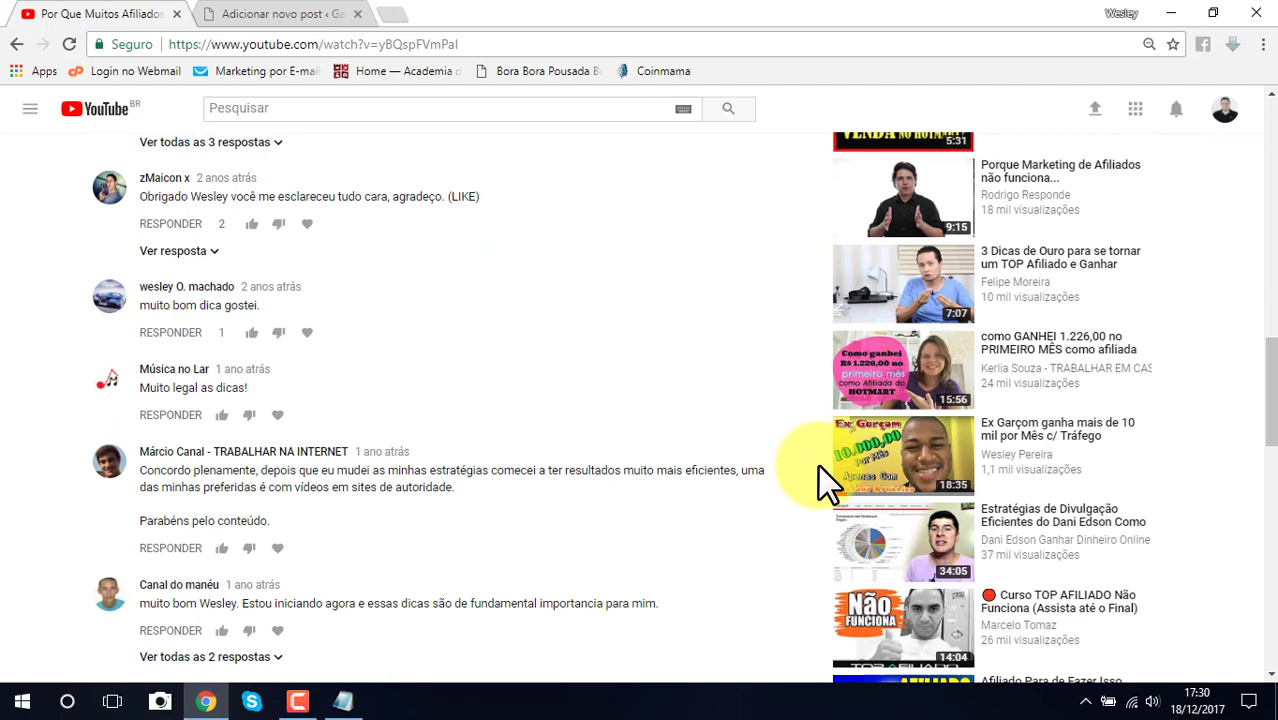 Por Que Muitos Afiliados
Adicionar novo post ‹ Ga
Wesley
Seguro
https://www.youtube.com/watch?v=yBQspFVmPaI
Apps
Login no Webmail
Marketing por E-mail
Home — Academia d
Bora Bora Pousada B
Coinmama
YouTube BR
Pesquisar
Ver todas as 3 respostas
zMaicon x 2 anos atrás
Obrigado Wesley você me esclareceu tudo cara, agradeço. (LIKE)
RESPONDER 2
Ver resposta
wesley O. machado 2 anos atrás
muito bom dica gostei.
RESPONDER 1
Musica no Lar 1 ano atrás
Muito legal as dicas!
RESPONDER
Márcio Canal - TRABALHAR NA INTERNET 1 ano atrás
Concordo plenamente, depois que eu mudei as minhas estratégias comecei a ter resultados muito mais eficientes, uma
das minhas preferidas é com vídeos em sites de autoridade.
Parabéns pelo conteúdo.
RESPONDER
Canal do manéu 1 ano atrás
muito bom Wesley. Estou iniciando agora e essas dicas são de fundamental importancia para mim.
RESPONDER
Ver todas as 2 respostas
VENDA NO HOTMART?
5:31
Porque Marketing de Afiliados
não funciona...
Rodrigo Responde
18 mil visualizações
9:15
3 Dicas de Ouro para se tornar
um TOP Afiliado e Ganhar
Felipe Moreira
10 mil visualizações
7:07
Como ganhei
R$ 1.226,00 no
primeiro mês
como Afiliada do
HOTMART
15:56
como GANHEI 1.226,00 no
PRIMEIRO MÊS como afiliada
Kerlia Souza - TRABALHAR EM CAS
24 mil visualizações
Ex Garçom
10.000,00
Por Mês
Apenas Com
18:35
Ex Garçom ganha mais de 10
mil por Mês c/ Tráfego
Wesley Pereira
1,1 mil visualizações
34:05
Estratégias de Divulgação
Eficientes do Dani Edson Como
Dani Edson Ganhar Dinheiro Online
37 mil visualizações
Não
FUNCIONA
TOP AFILIADO
14:04
Curso TOP AFILIADO Não
Funciona (Assista até o Final)
Marcelo Tomaz
26 mil visualizações
AFILIADO
Afiliado Para de Fazer Isso
17:30
18/12/2017